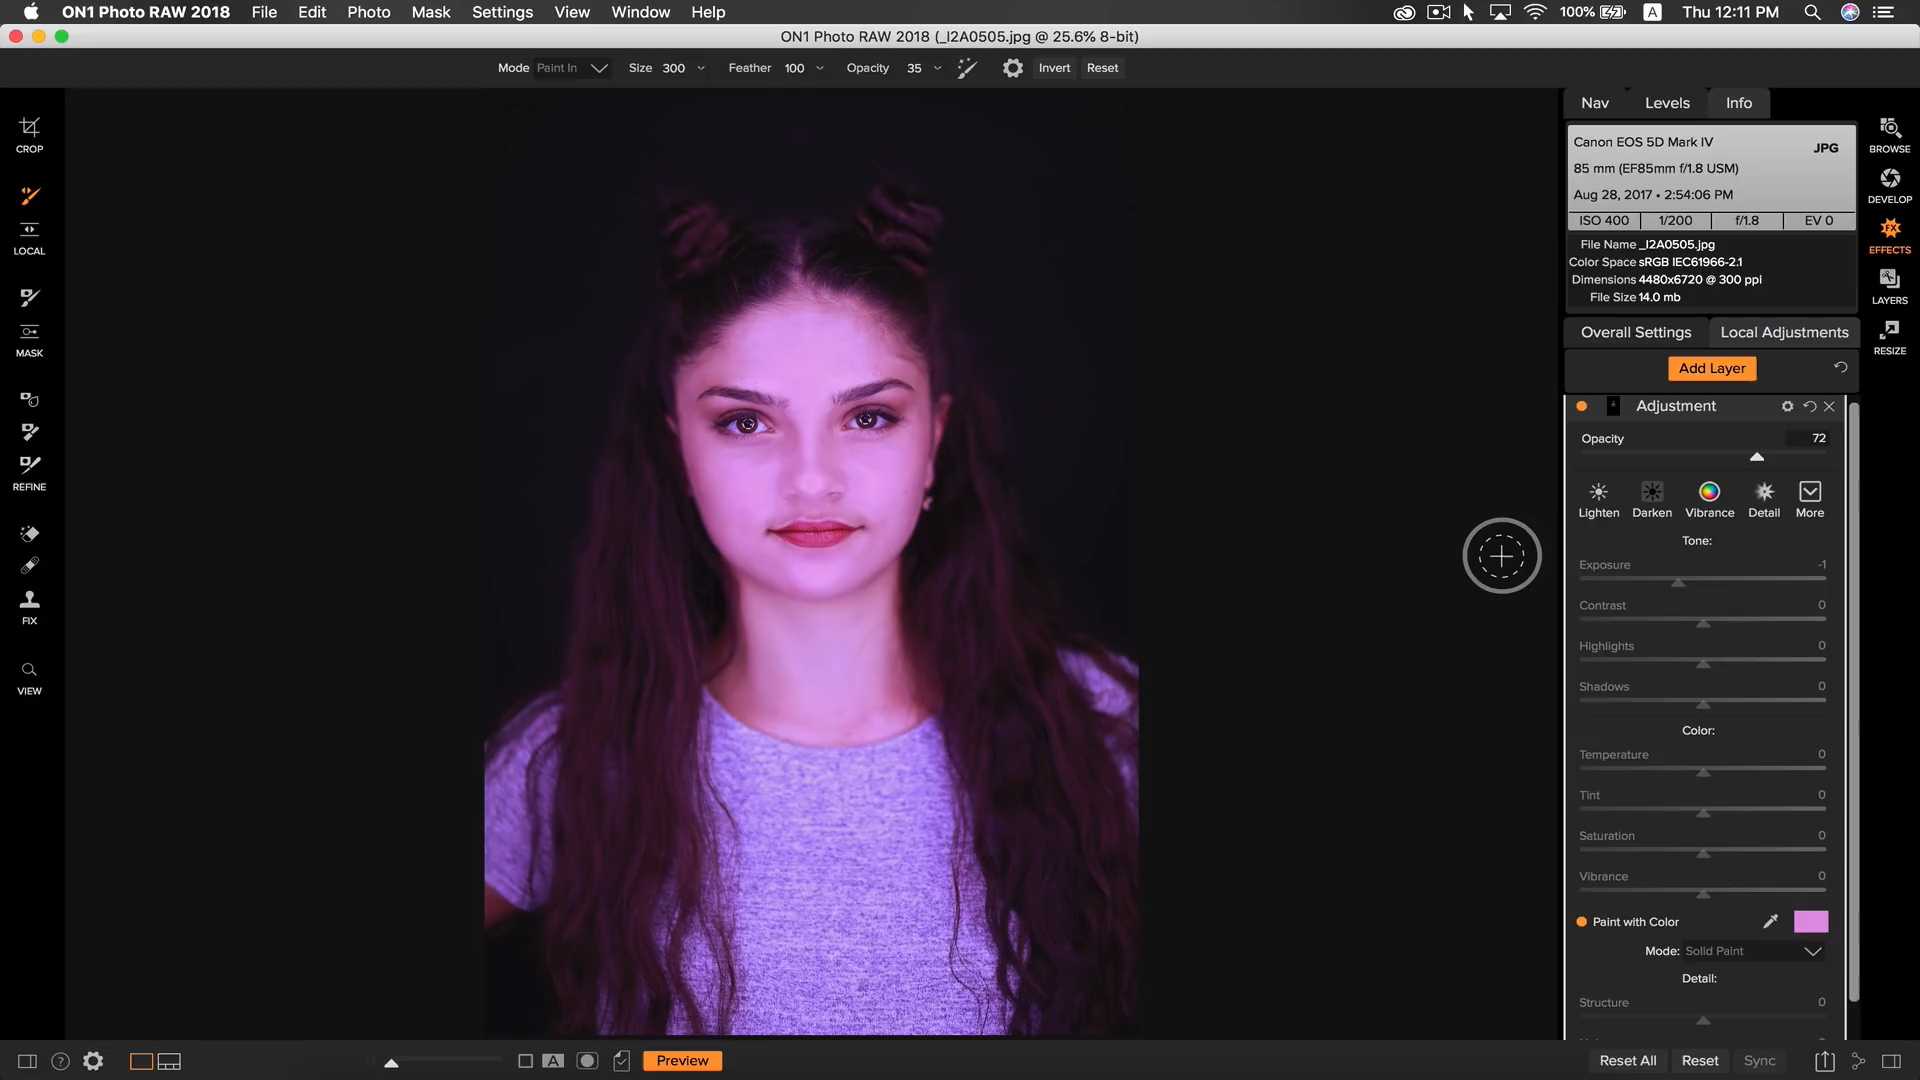 ON1 Photo RAW 2018 File Edit Photo Mask Settings View Window Help 100% A Thu 12:11 PM
ON1 Photo RAW 2018 (_I2A0505.jpg @ 25.6% 8-bit)
Mode Paint In Size 300 Feather 100 Opacity 35 Invert Reset
Nav Levels Info
Canon EOS 5D Mark IV JPG
85 mm (EF85mm f/1.8 USM)
Aug 28, 2017 • 2:54:06 PM
ISO 400 1/200 f/1.8 EV 0
File Name _I2A0505.jpg
Color Space sRGB IEC61966-2.1
Dimensions 4480x6720 @ 300 ppi
File Size 14.0 mb
Overall Settings Local Adjustments
Add Layer
Adjustment
Opacity 72
Lighten Darken Vibrance Detail More
Tone:
Exposure -1
Contrast 0
Highlights 0
Shadows 0
Color:
Temperature 0
Tint 0
Saturation 0
Vibrance 0
Paint with Color
Mode: Solid Paint
Detail:
Structure 0
CROP
LOCAL
MASK
REFINE
FIX
VIEW
BROWSE
DEVELOP
FX
EFFECTS
LAYERS
RESIZE
? A Preview Reset All Reset Sync